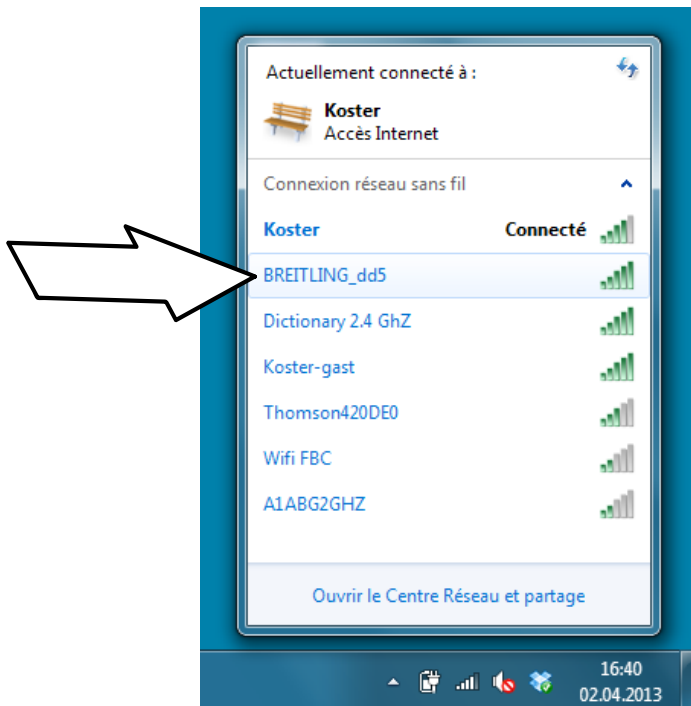 Actuellement connecté à :
Koster
Accès Internet
Connexion réseau sans fil
Koster Connecté
BREITLING_dd5
Dictionary 2.4 GhZ
Koster-gast
Thomson420DE0
Wifi FBC
A1ABG2GHZ
Ouvrir le Centre Réseau et partage
16:40
02.04.2013